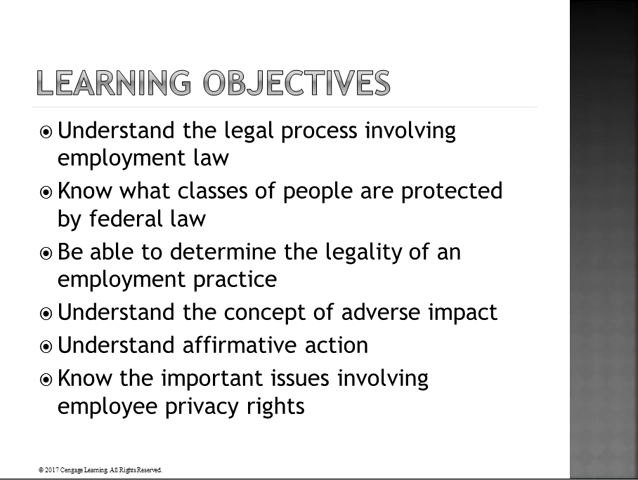 LEARNING OBJECTIVES
Understand the legal process involving
employment law
Know what classes of people are protected
by federal law
Be able to determine the legality of an
employment practice
Understand the concept of adverse impact
Understand affirmative action
Know the important issues involving
employee privacy rights
© 2017 Cengage Learning. All Rights Reserved.